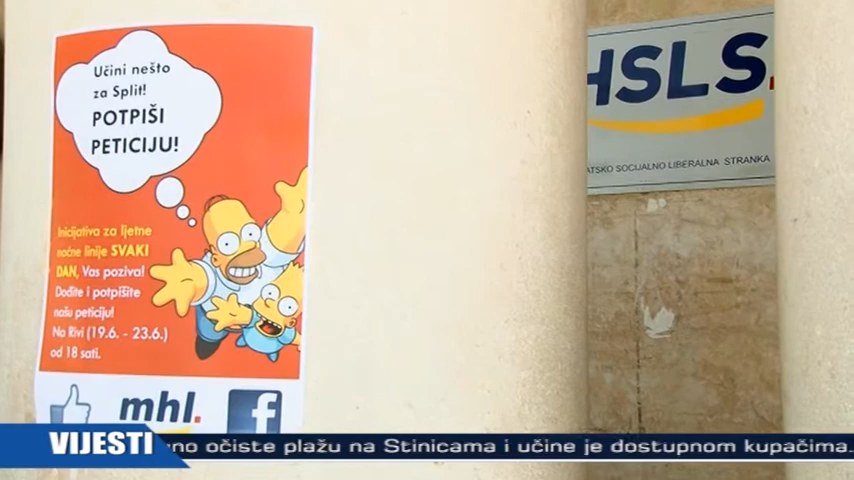 Učini nešto
za Split!
POTPIŠI
PETICIJU!
Inicijativa za ljetne
noćne linije SVAKI
DAN, Vas poziva!
Dođite i potpišite
našu peticiju!
Na Rivi (19.6. - 23.6.)
od 18 sati.
mhl.
f
HSLS.
ATSKO SOCIJALNO LIBERALNA STRANKA
VIJESTI
očiste plažu na Stinicama i učine je dostupnom kupačima.